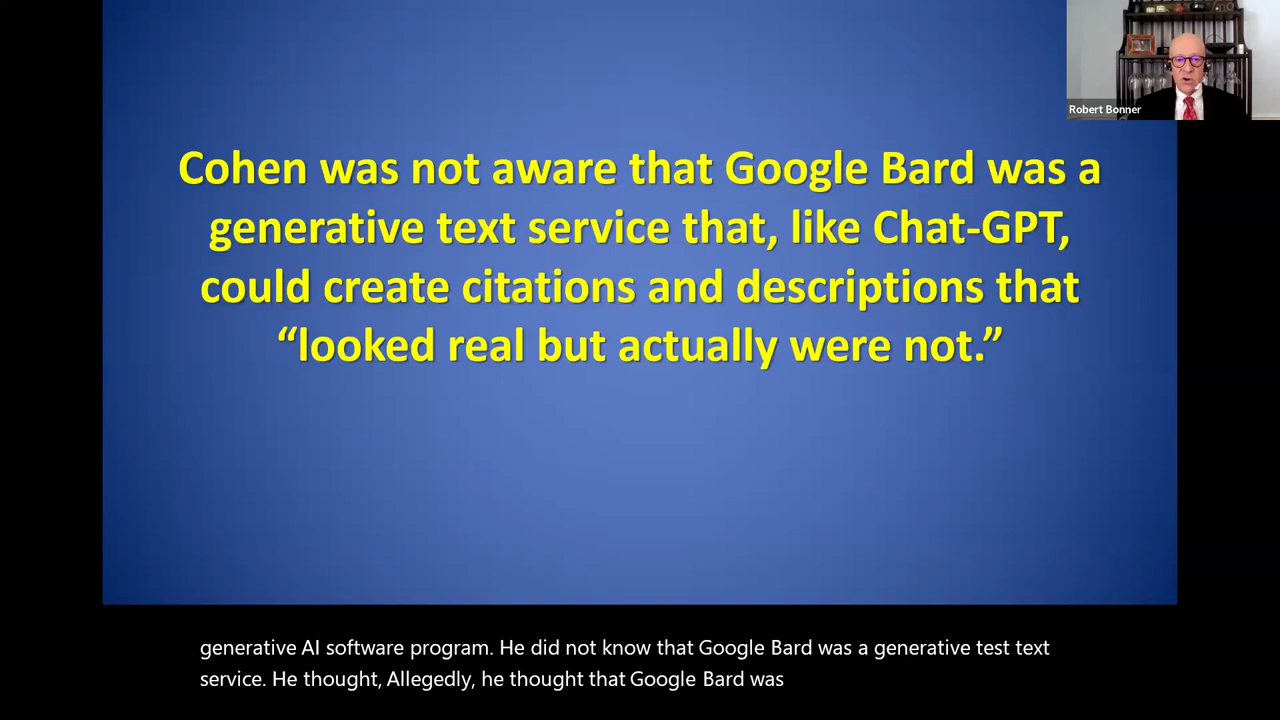 Robert Bonner
Cohen was not aware that Google Bard was a
generative text service that, like Chat-GPT,
could create citations and descriptions that
“looked real but actually were not.”
generative AI software program. He did not know that Google Bard was a generative test text
service. He thought, Allegedly, he thought that Google Bard was